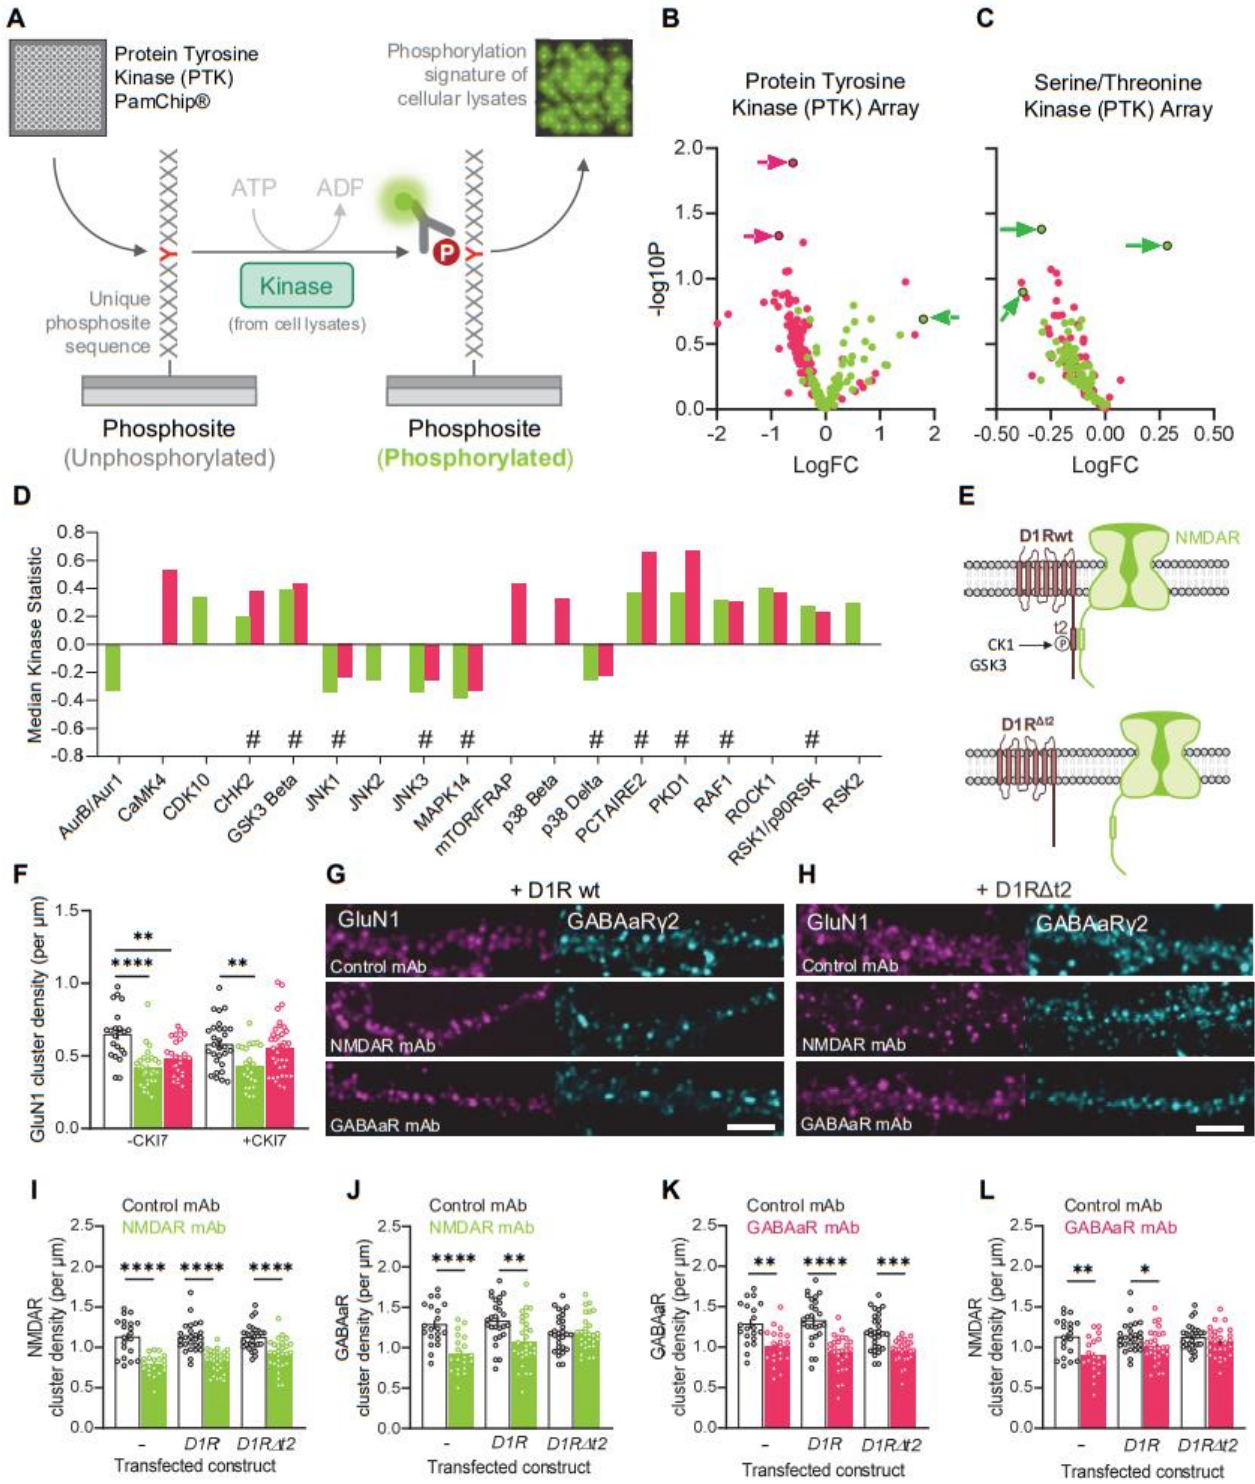 A
Protein Tyrosine
Kinase (PTK)
PamChip®
Phosphorylation
signature of
cellular lysates
ATP
ADP
Y
P
Y
Kinase
(from cell lysates)
Unique
phosphosite
sequence
Phosphosite
(Unphosphorylated)
Phosphosite
(Phosphorylated)
B
Protein Tyrosine
Kinase (PTK) Array
-log10P
2.0
1.5
1.0
0.5
0.0
-2
-1
0
1
2
LogFC
C
Serine/Threonine
Kinase (PTK) Array
-0.50
-0.25
0.00
0.25
0.50
LogFC
D
Median Kinase Statistic
0.8
0.6
0.4
0.2
0.0
-0.2
-0.4
-0.6
-0.8
# # # # # # # # # #
AurB/Aur1
CaMK4
CDK10
CHK2
GSK3 Beta
JNK1
JNK2
JNK3
MAPK14
mTOR/FRAP
p38 Beta
p38 Delta
PCTAIRE2
PKD1
RAF1
ROCK1
RSK1/p90RSK
RSK2
E
D1Rwt
NMDAR
t2
CK1
P
GSK3
D1RΔt2
F
GluN1 cluster density (per μm)
1.5
1.0
0.5
0.0
**
****
**
-CKI7
+CKI7
G
+ D1R wt
GluN1
GABAaRγ2
Control mAb
NMDAR mAb
GABAaR mAb
H
+ D1RΔt2
GluN1
GABAaRγ2
Control mAb
NMDAR mAb
GABAaR mAb
I
Control mAb
NMDAR mAb
NMDAR
cluster density (per μm)
2.5
2.0
1.5
1.0
0.5
0.0
**** **** ****
-
D1R
D1RΔt2
Transfected construct
J
Control mAb
NMDAR mAb
GABAaR
cluster density (per μm)
2.5
2.0
1.5
1.0
0.5
0.0
**** **
-
D1R
D1RΔt2
Transfected construct
K
Control mAb
GABAaR mAb
GABAaR
cluster density (per μm)
2.5
2.0
1.5
1.0
0.5
0.0
** **** ***
-
D1R
D1RΔt2
Transfected construct
L
Control mAb
GABAaR mAb
NMDAR
cluster density (per μm)
2.5
2.0
1.5
1.0
0.5
0.0
** *
-
D1R
D1RΔt2
Transfected construct